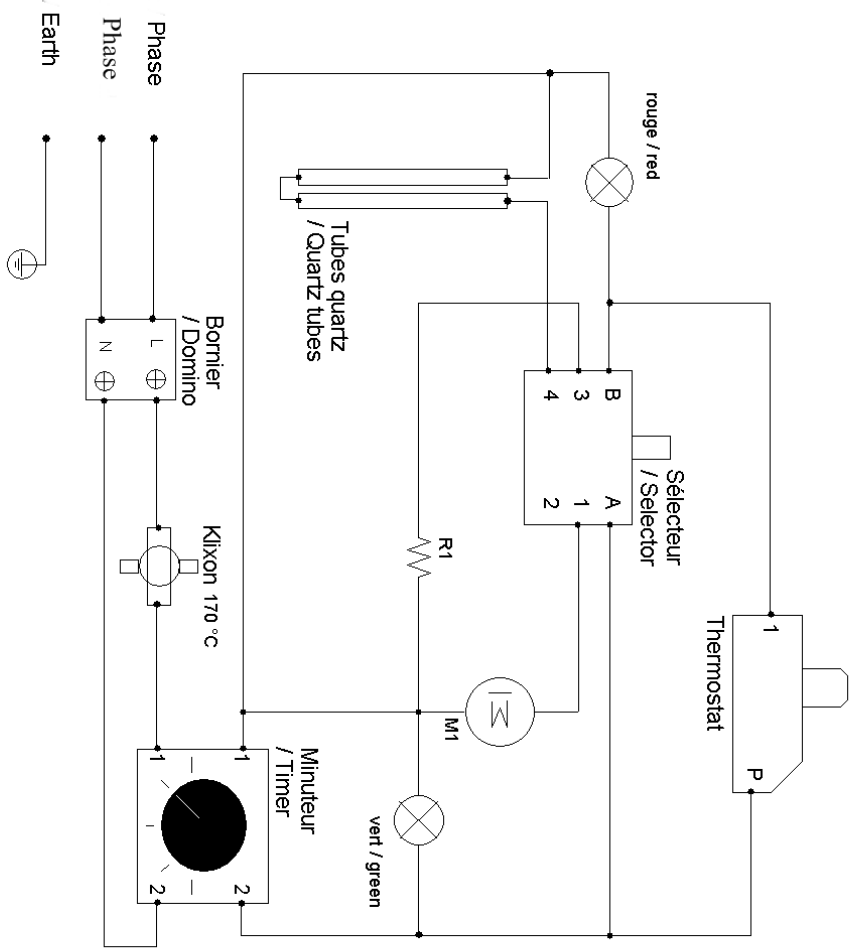 1
P
Thermostat
Sélecteur
/ Selector
rouge / red
B A
3 1
4 2
R1
M1
M
vert / green
Tubes quartz
/ Quartz tubes
Minuteur
/ Timer
1 2
1 2
Klixon 170 °C
Bornier
/ Domino
L
N
Phase
Phase
Earth